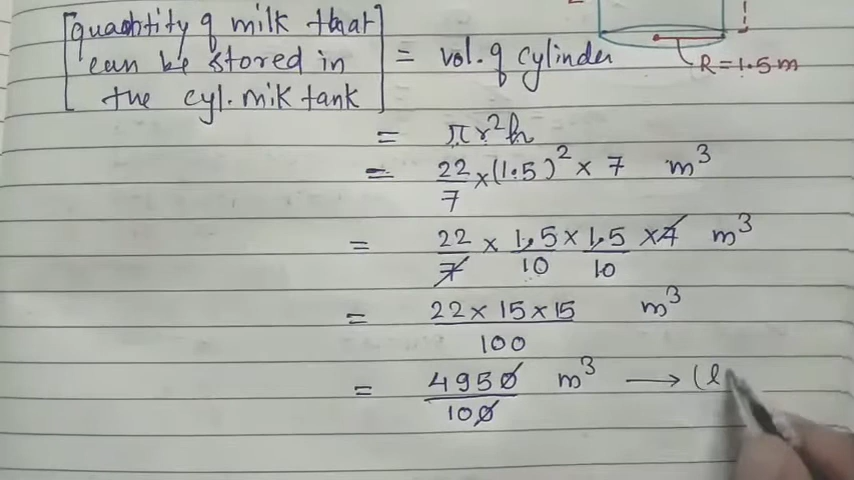 quantity of milk that
can be stored in = vol. of cylinder
the cyl. mik tank
R = 1.5 m
= πr²h
= 22/7 × (1.5)² × 7 m³
= 22/7 × 1,5/10 × 1,5/10 × 7 m³
= 22 × 15 × 15/100 m³
= 4950/100 m³ → (l